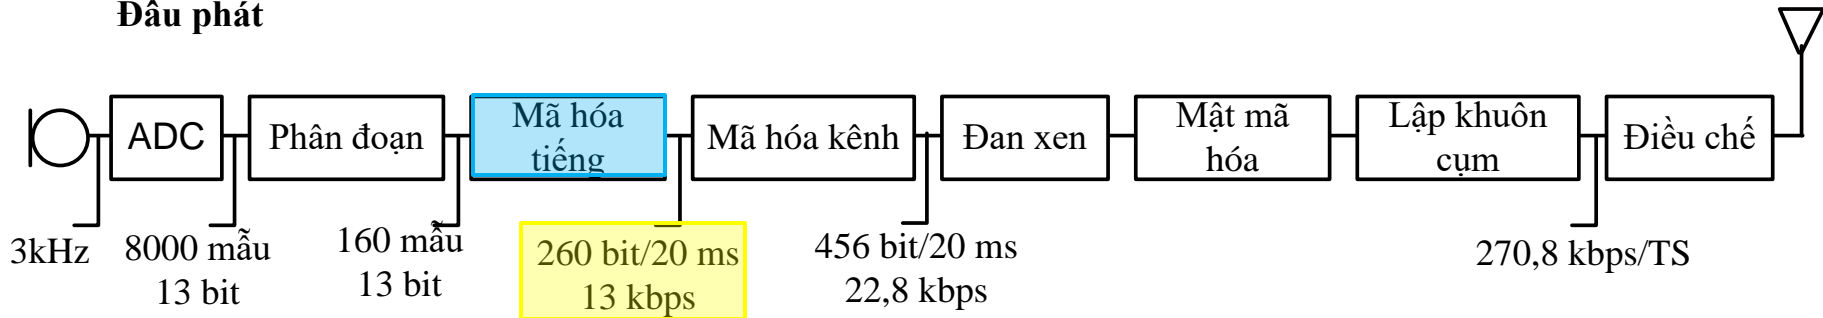 Đầu phát
ADC
Phân đoạn
Mã hóa
tiếng
Mã hóa kênh
Đan xen
Mật mã
hóa
Lập khuôn
cụm
Điều chế
3kHz
8000 mẫu
13 bit
160 mẫu
13 bit
260 bit/20 ms
13 kbps
456 bit/20 ms
22,8 kbps
270,8 kbps/TS